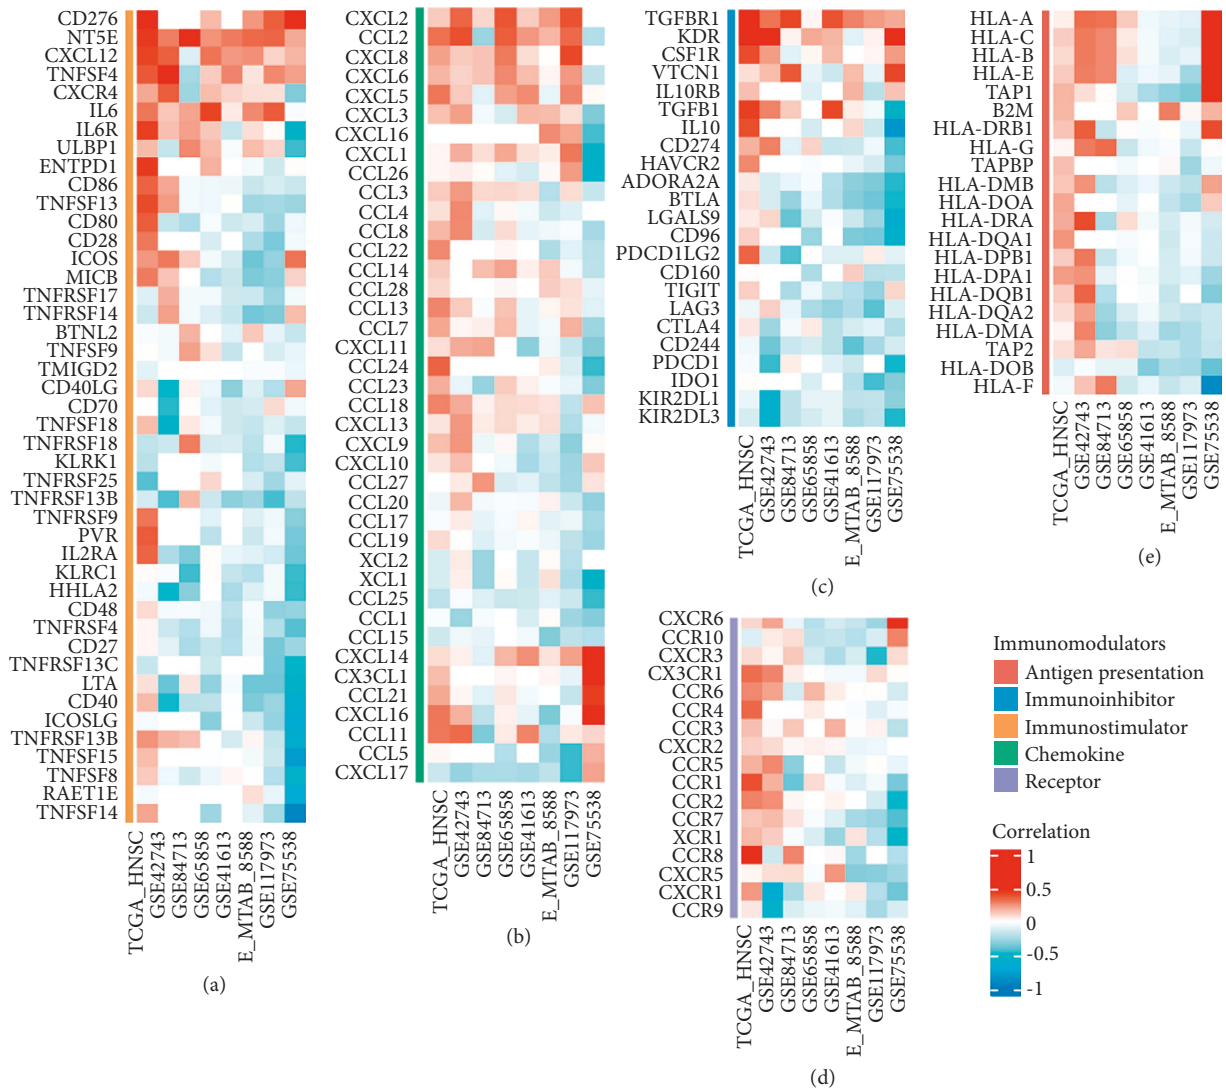 CD276
NT5E
CXCL12
TNFSF4
CXCR4
IL6
IL6R
ULBP1
ENTPD1
CD86
TNFSF13
CD80
CD28
ICOS
MICB
TNFRSF17
TNFRSF14
BTNL2
TNFSF9
TMIGD2
CD40LG
CD70
TNFSF18
TNFRSF18
KLRK1
TNFRSF25
TNFRSF13B
TNFRSF9
PVR
IL2RA
KLRC1
HHLA2
CD48
TNFRSF4
CD27
TNFRSF13C
LTA
CD40
ICOSLG
TNFRSF13B
TNFSF15
TNFSF8
RAET1E
TNFSF14
TCGA_HNSC
GSE42743
GSE84713
GSE65858
GSE41613
E_MTAB_8588
GSE117973
GSE75538
(a)
CXCL2
CCL2
CXCL8
CXCL6
CXCL5
CXCL3
CXCL16
CXCL1
CCL26
CCL3
CCL4
CCL8
CCL22
CCL14
CCL28
CCL13
CCL7
CXCL11
CCL24
CCL23
CCL18
CXCL13
CXCL9
CXCL10
CCL27
CCL20
CCL17
CCL19
XCL2
XCL1
CCL25
CCL1
CCL15
CXCL14
CX3CL1
CCL21
CXCL16
CCL11
CCL5
CXCL17
TCGA_HNSC
GSE42743
GSE84713
GSE65858
GSE41613
E_MTAB_8588
GSE117973
GSE75538
(b)
TGFBR1
KDR
CSF1R
VTCN1
IL10RB
TGFB1
IL10
CD274
HAVCR2
ADORA2A
BTLA
LGALS9
CD96
PDCD1LG2
CD160
TIGIT
LAG3
CTLA4
CD244
PDCD1
IDO1
KIR2DL1
KIR2DL3
TCGA_HNSC
GSE42743
GSE84713
GSE65858
GSE41613
E_MTAB_8588
GSE117973
GSE75538
(c)
CXCR6
CCR10
CXCR3
CX3CR1
CCR6
CCR4
CCR3
CXCR2
CCR5
CCR1
CCR2
CCR7
XCR1
CCR8
CXCR5
CXCR1
CCR9
TCGA_HNSC
GSE42743
GSE84713
GSE65858
GSE41613
E_MTAB_8588
GSE117973
GSE75538
(d)
HLA-A
HLA-C
HLA-B
HLA-E
TAP1
B2M
HLA-DRB1
HLA-G
TAPBP
HLA-DMB
HLA-DOA
HLA-DRA
HLA-DQA1
HLA-DPB1
HLA-DPA1
HLA-DQB1
HLA-DQA2
HLA-DMA
TAP2
HLA-DOB
HLA-F
TCGA_HNSC
GSE42743
GSE84713
GSE65858
GSE41613
E_MTAB_8588
GSE17973
GSE75538
(e)
Immunomodulators
Antigen presentation
Immunoinhibitor
Immunostimulator
Chemokine
Receptor
Correlation
1
0.5
0
-0.5
-1